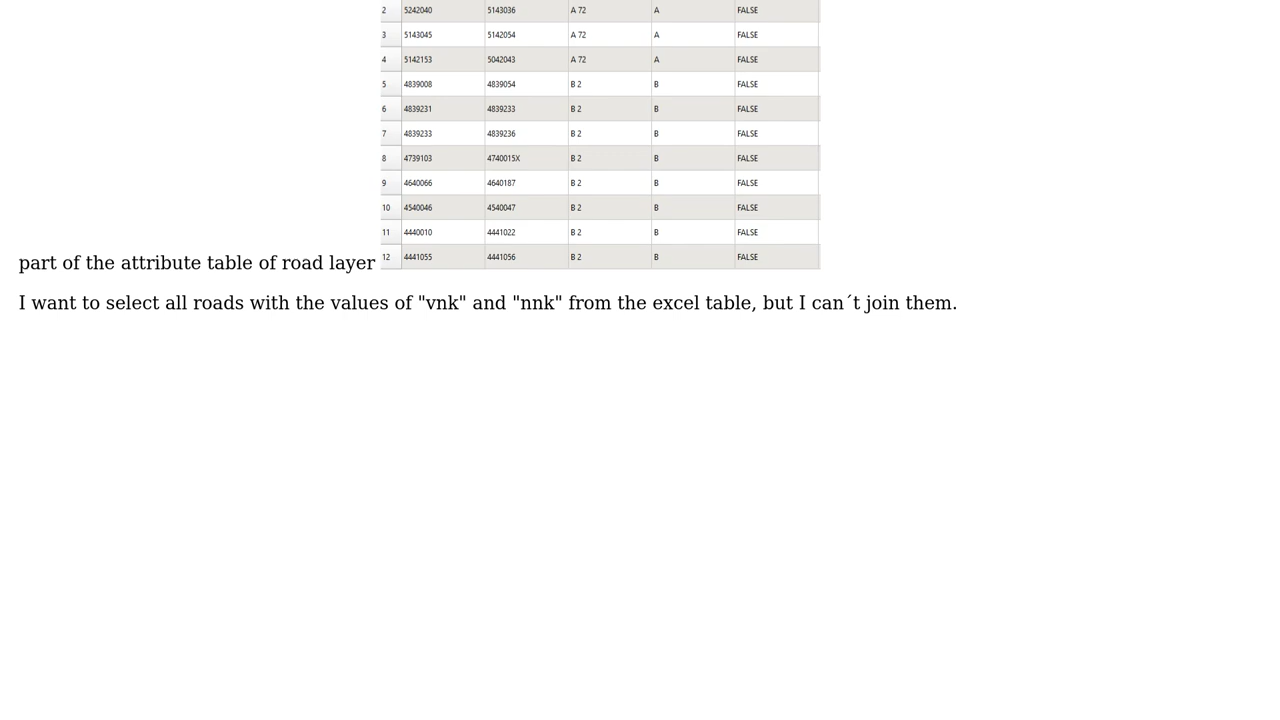 2 5242040 5143036 A 72 A FALSE
3 5143045 5142054 A 72 A FALSE
4 5142153 5042043 A 72 A FALSE
5 4839008 4839054 B 2 B FALSE
6 4839231 4839233 B 2 B FALSE
7 4839233 4839236 B 2 B FALSE
8 4739103 4740015X B 2 B FALSE
9 4640066 4640187 B 2 B FALSE
10 4540046 4540047 B 2 B FALSE
11 4440010 4441022 B 2 B FALSE
12 4441055 4441056 B 2 B FALSE
part of the attribute table of road layer
I want to select all roads with the values of "vnk" and "nnk" from the excel table, but I can´t join them.